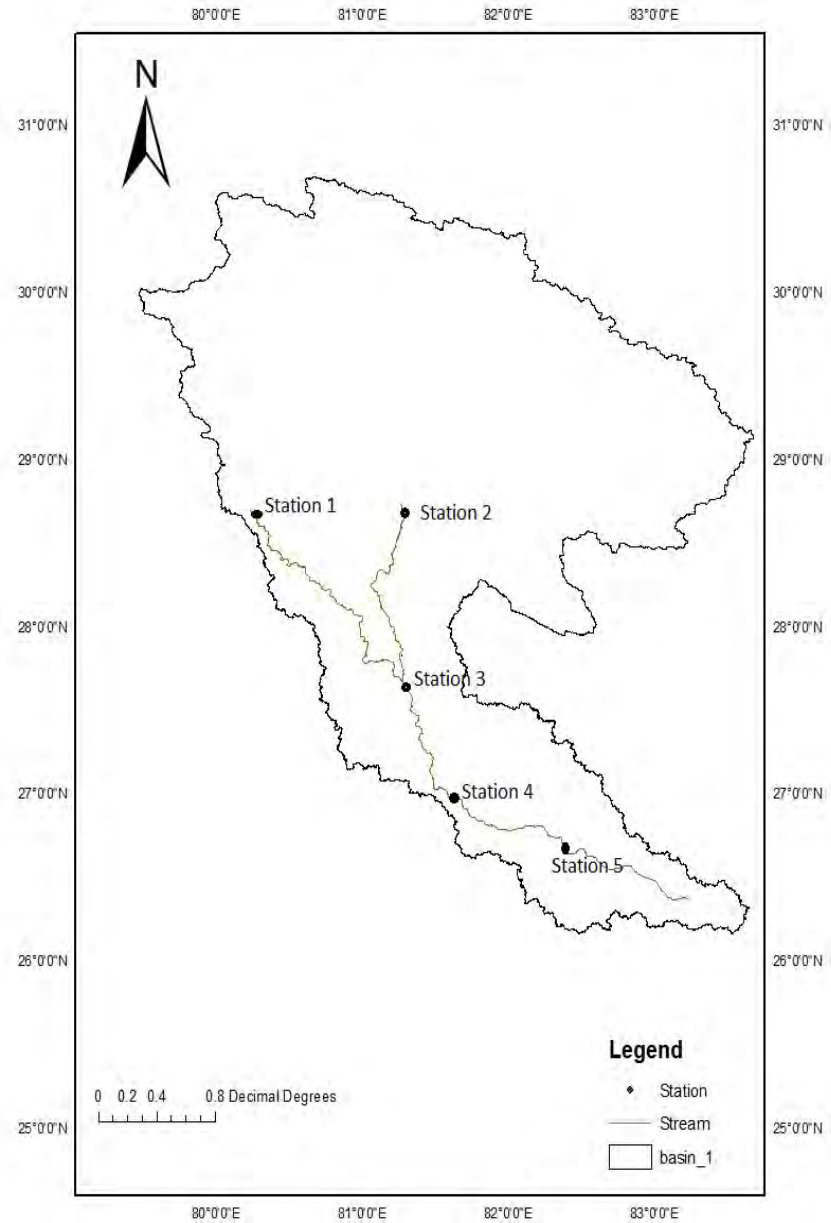 80°0'0"E 81°0'0"E 82°0'0"E 83°0'0"E
N
31°0'0"N 31°0'0"N
30°0'0"N 30°0'0"N
29°0'0"N 29°0'0"N
Station 1
Station 2
28°0'0"N 28°0'0"N
Station 3
27°0'0"N 27°0'0"N
Station 4
Station 5
26°0'0"N 26°0'0"N
Legend
Station
0 0.2 0.4 0.8 Decimal Degrees
Stream
25°0'0"N 25°0'0"N
basin_1
80°0'0"E 81°0'0"E 82°0'0"E 83°0'0"E